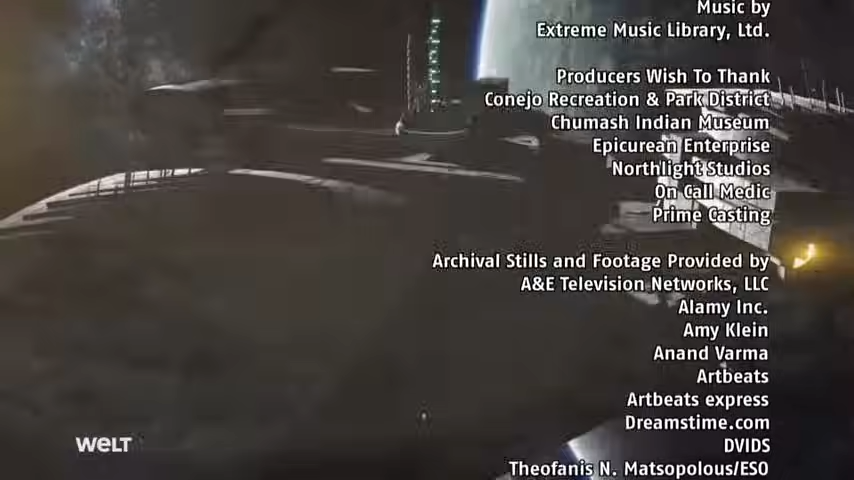 Music by
Extreme Music Library, Ltd.
Producers Wish To Thank
Conejo Recreation & Park District
Chumash Indian Museum
Epicurean Enterprise
Northlight Studios
On Call Medic
Prime Casting
Archival Stills and Footage Provided by
A&E Television Networks, LLC
Alamy Inc.
Amy Klein
Anand Varma
Artbeats
Artbeats express
Dreamstime.com
DVIDS
Theofanis N. Matsopolous/ESO
WELT